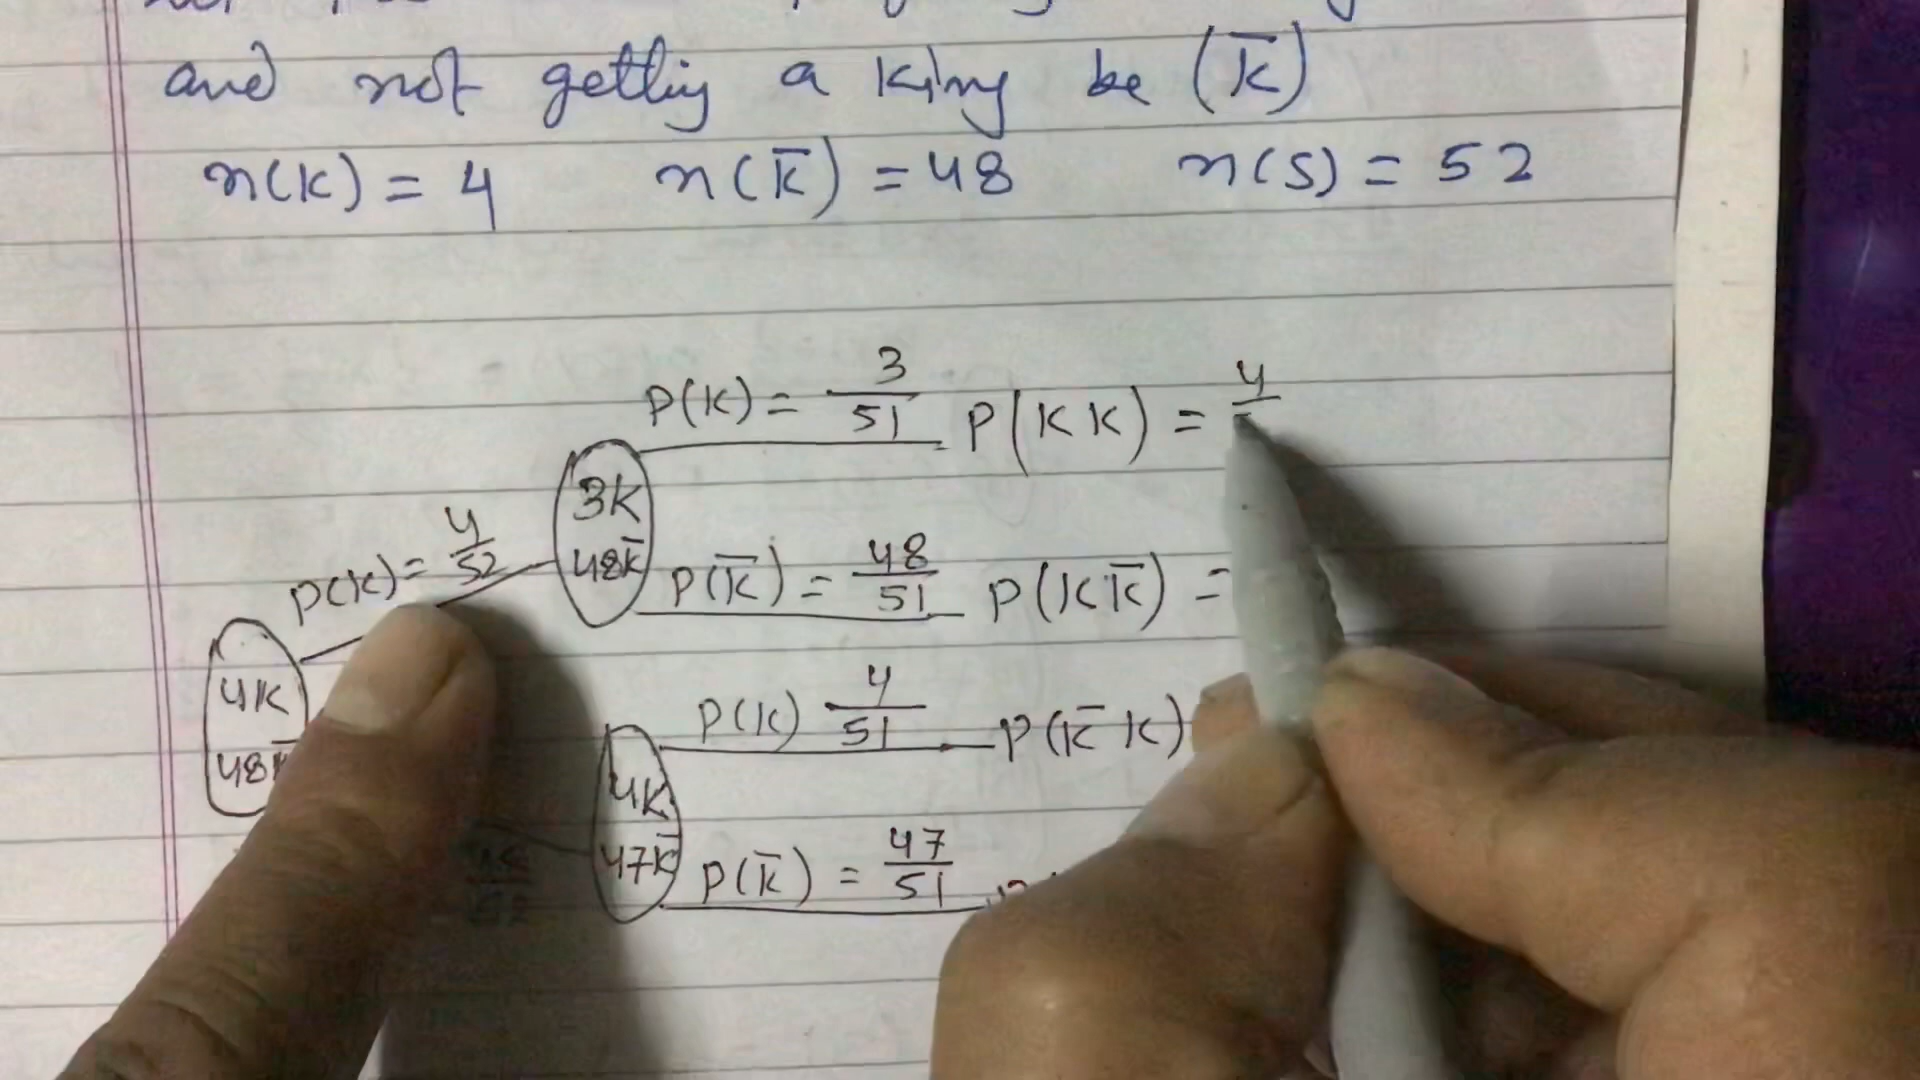 and not getting a king be (K̅)
n(K) = 4 n(K̅) = 48 n(S) = 52
P(K) = 3/51 P(KK) = 4/
3K
48K̅
P(K) = 4/52
P(K̅) = 48/51 P(KK̅) =
4K
48K̅
P(K) 4/51 P(K̅K)
4K
47K̅
P(K̅) = 47/51